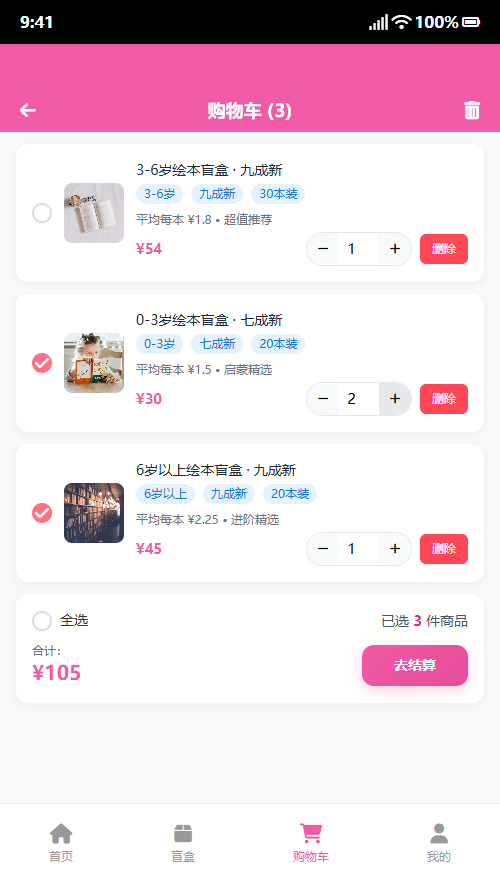 9:41
100%
购物车 (3)
3-6岁绘本盲盒 · 九成新
3-6岁 九成新 30本装
平均每本 ¥1.8 • 超值推荐
¥54
− 1 + 删除
0-3岁绘本盲盒 · 七成新
0-3岁 七成新 20本装
平均每本 ¥1.5 • 启蒙精选
¥30
− 2 + 删除
6岁以上绘本盲盒 · 九成新
6岁以上 九成新 20本装
平均每本 ¥2.25 • 进阶精选
¥45
− 1 + 删除
全选 已选 3 件商品
合计:
¥105
去结算
首页 盲盒 购物车 我的